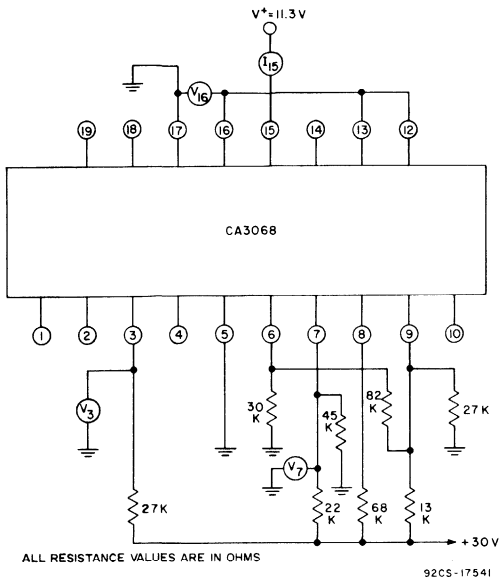 V⁺=11.3 V
I15
V16
19 18 17 16 15 14 13 12
CA3068
1 2 3 4 5 6 7 8 9 10
V3
30 K
45 K
82 K
27K
V7
27K
22 K
68 K
13 K
+30V
ALL RESISTANCE VALUES ARE IN OHMS
92CS-17541